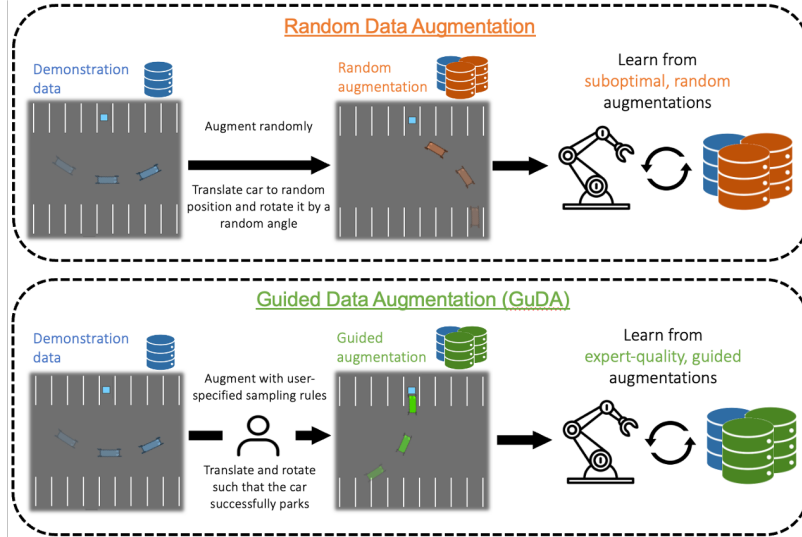 Random Data Augmentation
Demonstration
data
Augment randomly
Translate car to random
position and rotate it by a
random angle
Random
augmentation
Learn from
suboptimal, random
augmentations
Guided Data Augmentation (GuDA)
Demonstration
data
Augment with user-
specified sampling rules
Translate and rotate
such that the car
successfully parks
Guided
augmentation
Learn from
expert-quality, guided
augmentations